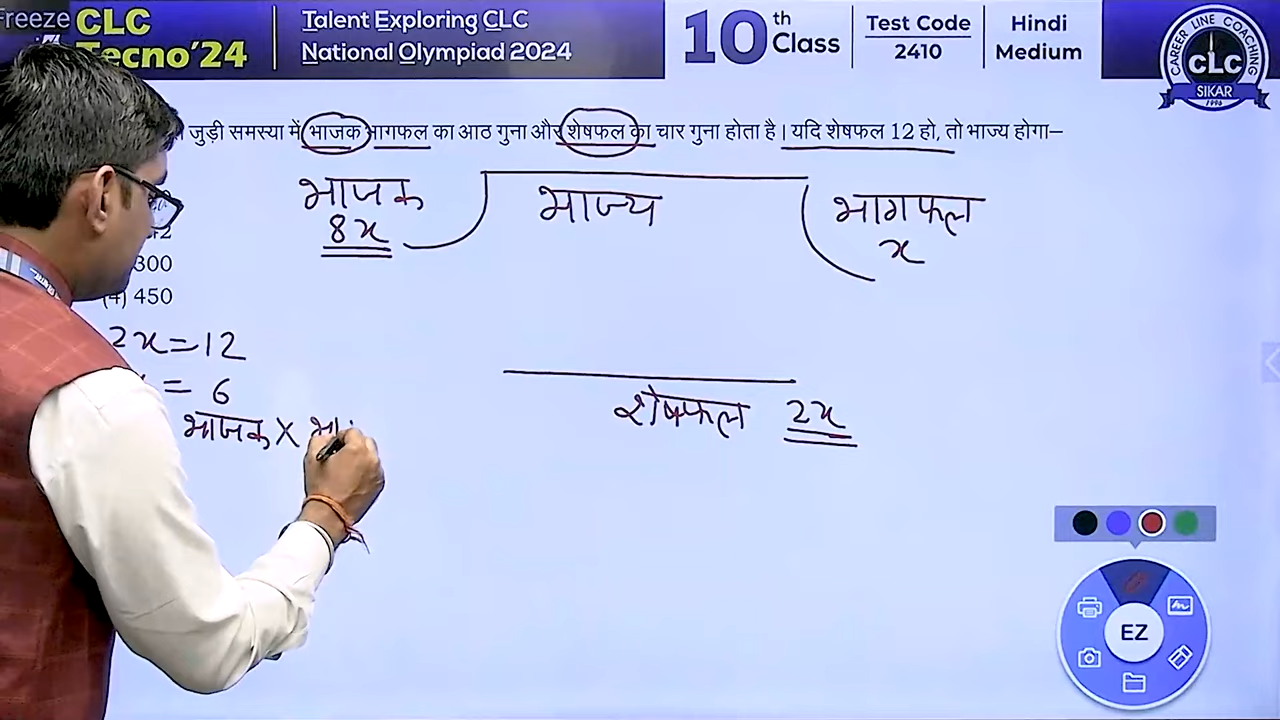 Freeze
CLC
Tecno'24
Talent Exploring CLC
National Olympiad 2024
10th Class
Test Code
2410
Hindi
Medium
CAREER LINE COACHING
CLC
SIKAR
1996
जुड़ी समस्या में भाजक भागफल का आठ गुना और शेषफल का चार गुना होता है। यदि शेषफल 12 हो, तो भाज्य होगा–
भाजक
8x
भाज्य
भागफल
x
300
(4) 450
2x=12
= 6
भाजक x
शेषफल 2x
EZ